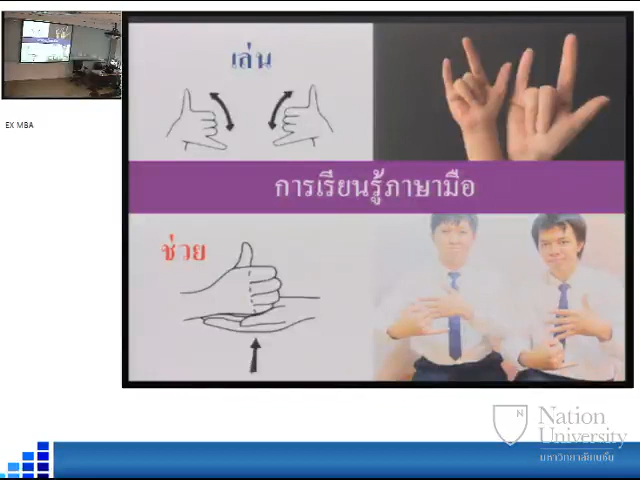 เล่น
EX MBA
การเรียนรู้ภาษามือ
ช่วย
N
Nation
University
มหาวิทยาลัยเนชั่น